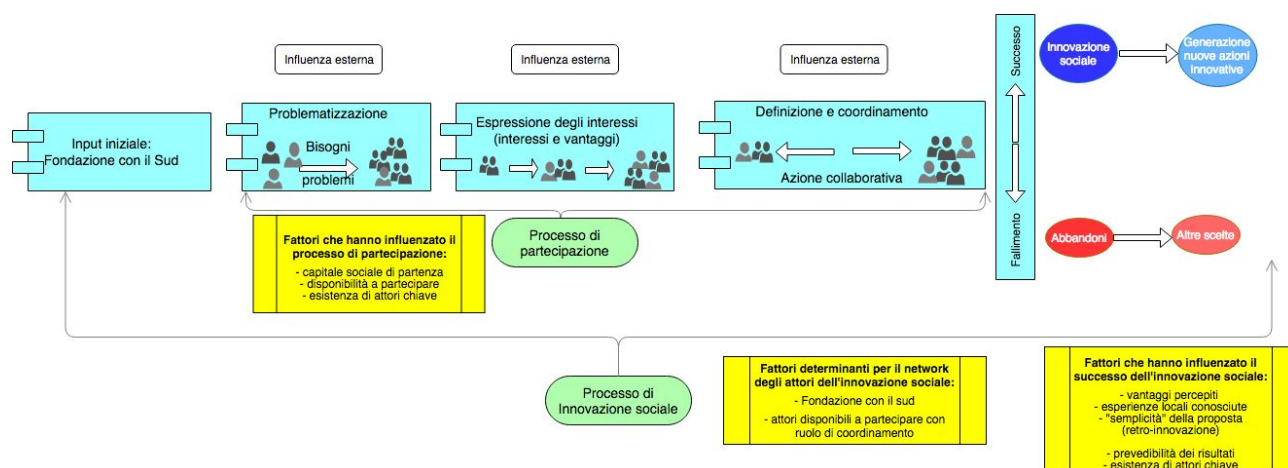 Influenza esterna
Influenza esterna
Influenza esterna
Input iniziale:
Fondazione con il Sud
Problematizzazione
Bisogni
problemi
Espressione degli interessi
(interessi e vantaggi)
Definizione e coordinamento
Azione collaborativa
Successo
Fallimento
Innovazione
sociale
Generazione
nuove azioni
innovative
Abbandoni
Altre scelte
Fattori che hanno influenzato il
processo di partecipazione:
- capitale sociale di partenza
- disponibilità a partecipare
- esistenza di attori chiave
Processo di
partecipazione
Processo di
Innovazione sociale
Fattori determinanti per il network
degli attori dell'innovazione sociale:
- Fondazione con il sud
- attori disponibili a partecipare con
ruolo di coordinamento
Fattori che hanno influenzato il
successo dell'innovazione sociale:
- vantaggi percepiti
- esperienze locali conosciute
- "semplicità" della proposta
(retro-innovazione)
- prevedibilità dei risultati
- esistenza di attori chiave